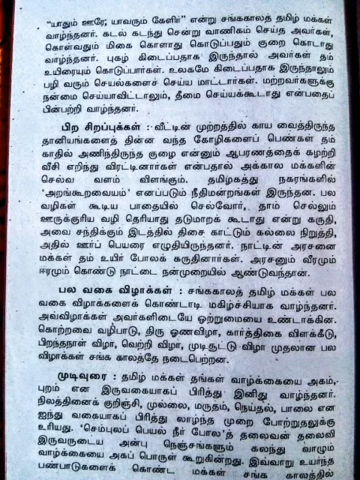 “யாதும் ஊரே; யாவரும் கேளிர்” என்று சங்ககாலத் தமிழ் மக்கள்
வாழ்ந்தனர். கடல் கடந்து சென்று வாணிகம் செய்த அவர்கள்,
கொள்வதும் மிகை கொளாது கொடுப்பதும் குறை கொடாது
வாழ்ந்தனர். புகழ் கிடைப்பதாக இருந்தால் அவர்கள் தம்
உயிரையும் கொடுப்பார்கள். உலகமே கிடைப்பதாக இருந்தாலும்
பழி வரும் செயல்களைச் செய்ய மாட்டார்கள். மற்றவர்களுக்கு
நன்மை செய்யாவிட்டாலும், தீமை செய்யக்கூடாது என்பதைப்
பின்பற்றி வாழ்ந்தனர்.
பிற சிறப்புக்கள் : வீட்டின் முற்றத்தில் காய வைத்திருந்த
தானியங்களைத் தின்ன வந்த கோழிகளைப் பெண்கள் தம்
காதில் அணிந்திருந்த குழை என்னும் ஆபரணத்தைக் கழற்றி
வீசி எறிந்து விரட்டினார்கள் என்பதால் அக்கால மக்களின்
செல்வ வளம் விளங்கும். தமிழகத்து நகரங்களில்
‘அறங்கூறவையம்’ எனப்படும் நீதிமன்றங்கள் இருந்தன. பல
வழிகள் கூடிய பாதையில் செல்வோர், தாம் செல்லும்
ஊருக்குரிய வழி தெரியாது தடுமாறக் கூடாது என்று கருதி,
அவை சந்திக்கும் இடத்தில் திசை காட்டும் கல்லை நிறுத்தி,
அதில் ஊர்ப் பெயரை எழுதியிருந்தனர். நாட்டின் அரசனை
மக்கள் தம் உயிர் போலக் கருதினார்கள். அரசனும் வீரமும்
ஈரமும் கொண்டு நாட்டை நன்முறையில் ஆண்டுவந்தான்.
பல வகை விழாக்கள் : சங்ககாலத் தமிழ் மக்கள் பல
வகை விழாக்களைக் கொண்டாடி மகிழ்ச்சியாக வாழ்ந்தனர்.
அவ்விழாக்கள் அவர்களிடையே ஒற்றுமையை உண்டாக்கின.
கொற்றவை வழிபாடு, திரு ஓணவிழா, கார்த்திகை விளக்கீடு,
பிறந்தநாள் விழா, வெற்றி விழா, முடிசூட்டு விழா முதலான பல
விழாக்கள் சங்க காலத்தே நடைபெற்றன.
முடிவுரை : தமிழ் மக்கள் தங்கள் வாழ்க்கையை அகம்,
புறம் என இருவகையாகப் பிரித்து இனிது வாழ்ந்தனர்.
நிலத்தினைக் குறிஞ்சி, முல்லை, மருதம், நெய்தல், பாலை என
ஐந்து வகையாகப் பிரித்து வாழ்ந்த முறை போற்றுதலுக்கு
உரியது. ‘செம்புலப் பெயல் நீர் போல’த் தலைவன் தலைவி
இருவருடைய அன்பு நெஞ்சங்களும் கலந்து வாழும்
வாழ்க்கையை அகப் பொருள் கூறுகின்றது. இவ்வாறு உயர்ந்த
பண்பாடுகளைக் கொண்ட மக்கள் சங்க காலத்தில்